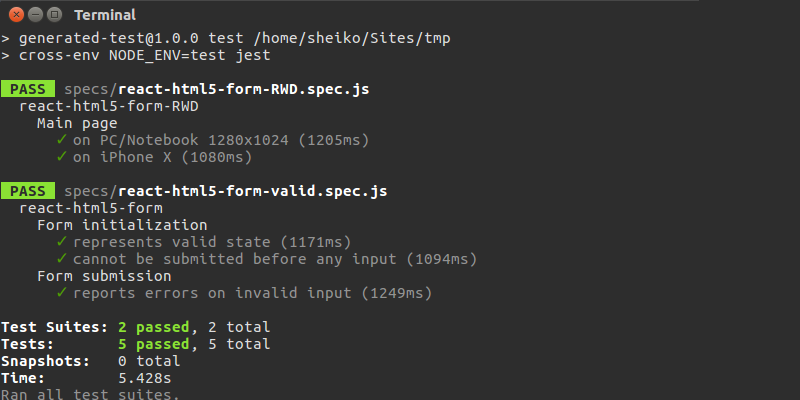 Terminal
> generated-test@1.0.0 test /home/sheiko/Sites/tmp
> cross-env NODE_ENV=test jest
PASS specs/react-html5-form-RWD.spec.js
react-html5-form-RWD
Main page
✓ on PC/Notebook 1280x1024 (1205ms)
✓ on iPhone X (1080ms)
PASS specs/react-html5-form-valid.spec.js
react-html5-form
Form initialization
✓ represents valid state (1171ms)
✓ cannot be submitted before any input (1094ms)
Form submission
✓ reports errors on invalid input (1249ms)
Test Suites: 2 passed, 2 total
Tests: 5 passed, 5 total
Snapshots: 0 total
Time: 5.428s
Ran all test suites.